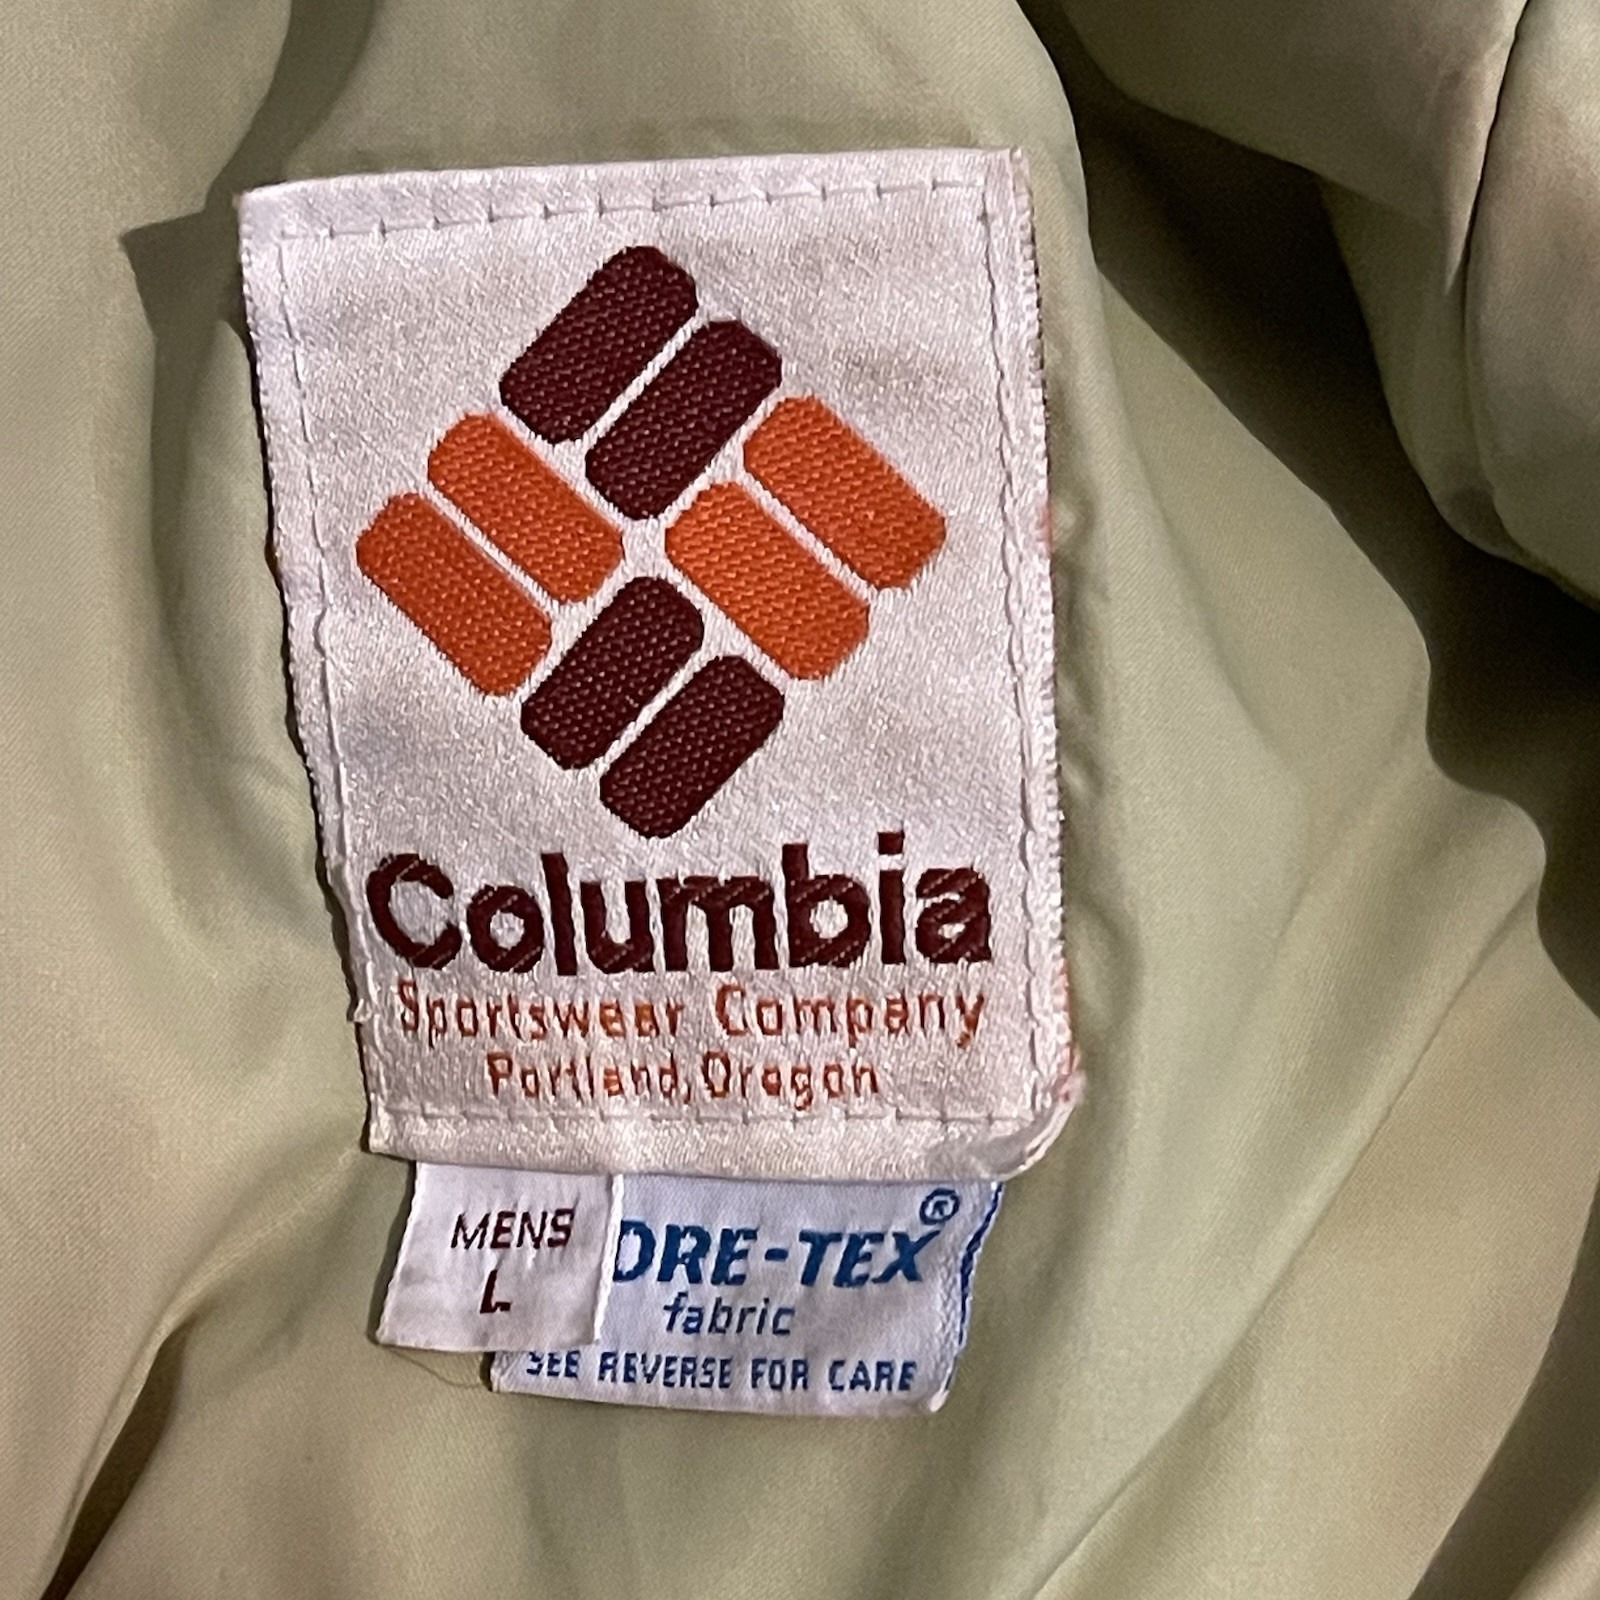 Columbia
Sportswear Company
Portland, Oregon
MENS
L
ORE-TEX®
fabric
SEE REVERSE FOR CARE